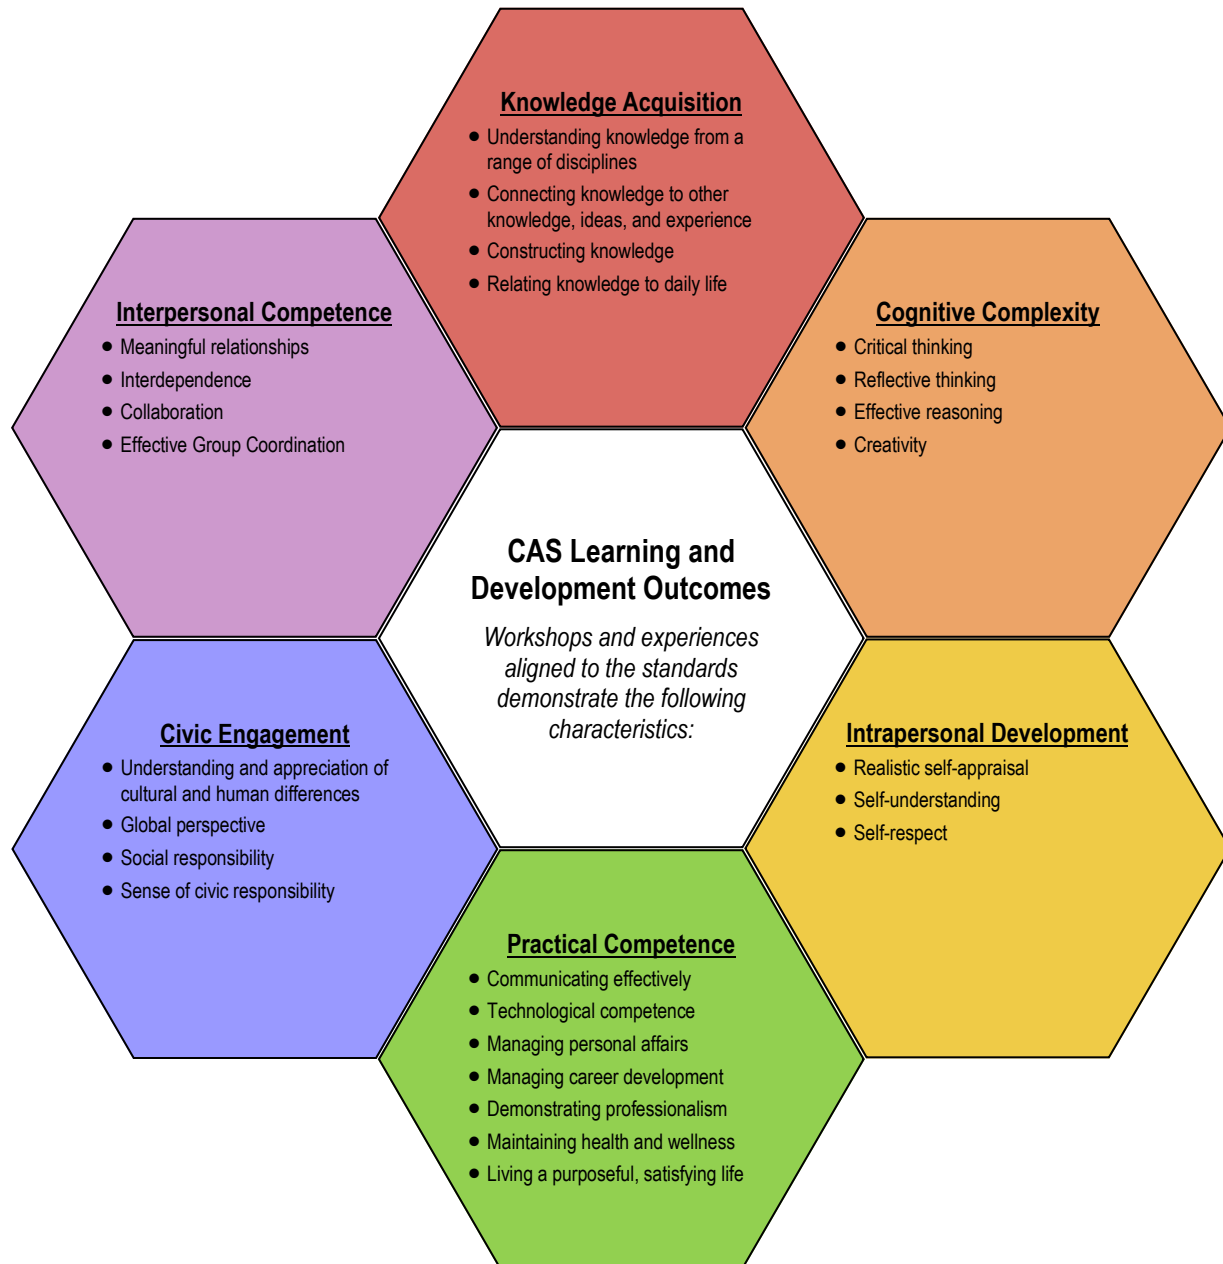 Knowledge Acquisition
• Understanding knowledge from a
range of disciplines
• Connecting knowledge to other
knowledge, ideas, and experience
• Constructing knowledge
• Relating knowledge to daily life
Interpersonal Competence
• Meaningful relationships
• Interdependence
• Collaboration
• Effective Group Coordination
Cognitive Complexity
• Critical thinking
• Reflective thinking
• Effective reasoning
• Creativity
CAS Learning and
Development Outcomes
Workshops and experiences
aligned to the standards
demonstrate the following
characteristics:
Civic Engagement
• Understanding and appreciation of
cultural and human differences
• Global perspective
• Social responsibility
• Sense of civic responsibility
Intrapersonal Development
• Realistic self-appraisal
• Self-understanding
• Self-respect
Practical Competence
• Communicating effectively
• Technological competence
• Managing personal affairs
• Managing career development
• Demonstrating professionalism
• Maintaining health and wellness
• Living a purposeful, satisfying life